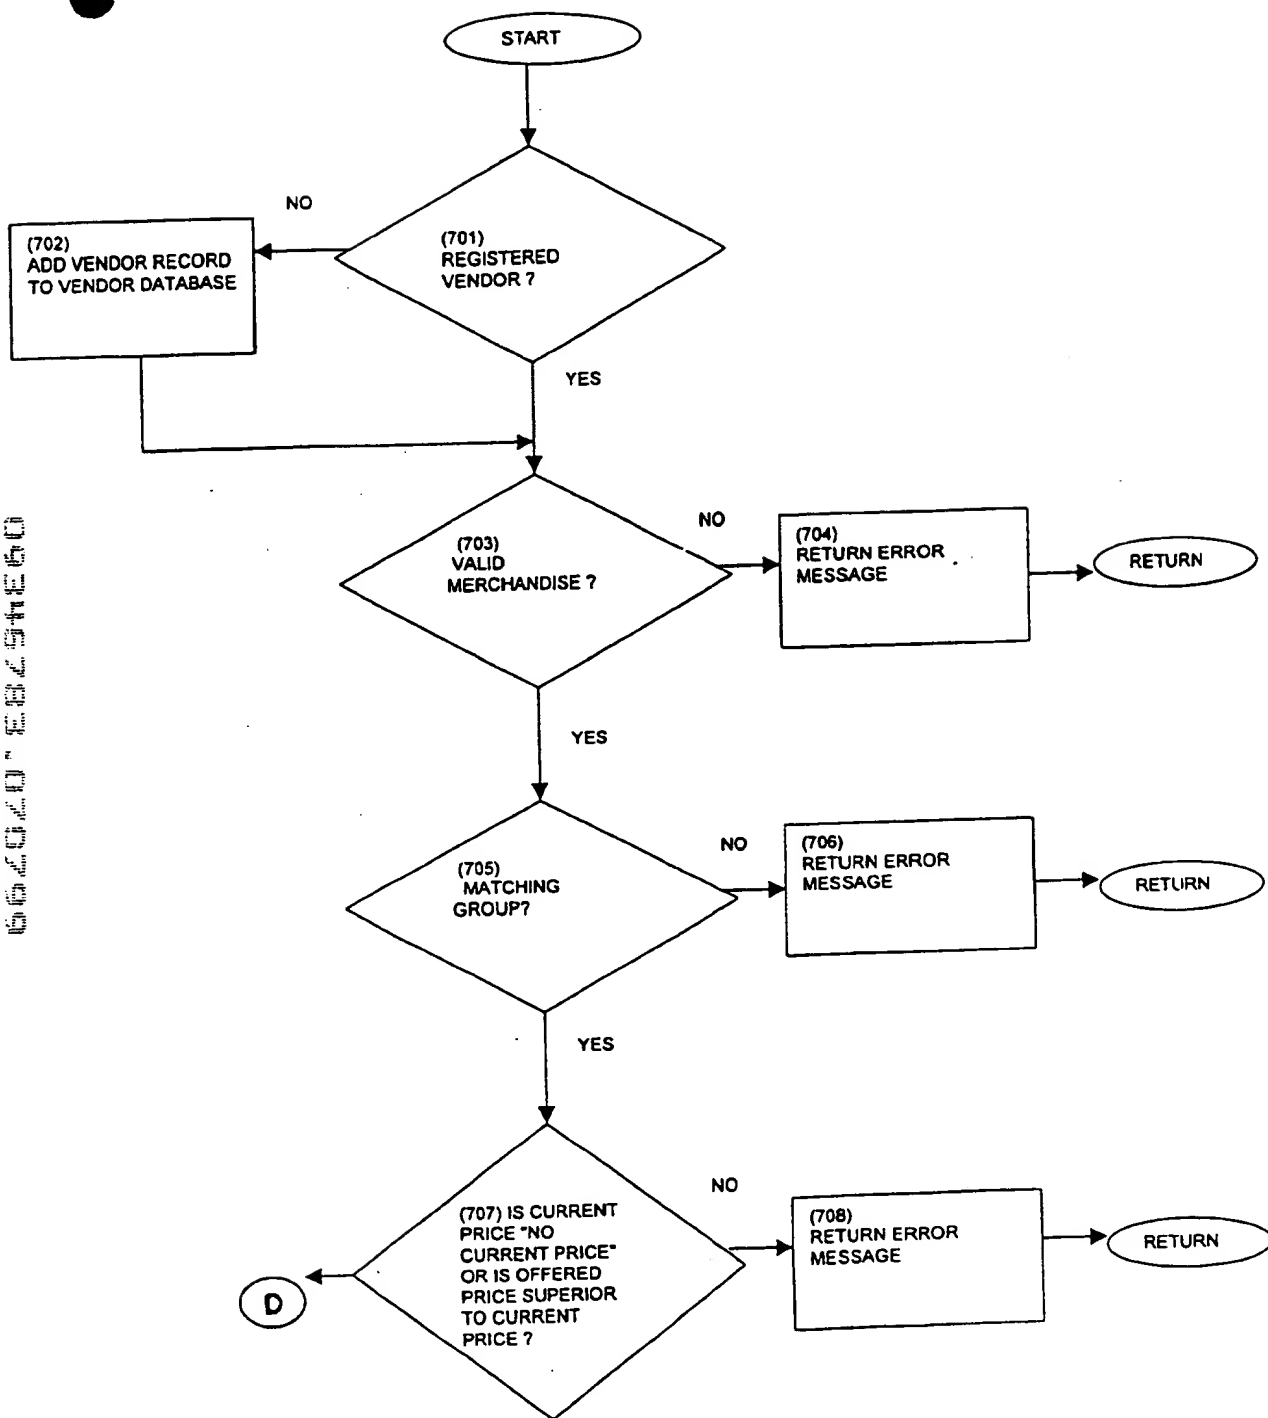 START
NO
(701)
REGISTERED
VENDOR ?
(702)
ADD VENDOR RECORD
TO VENDOR DATABASE
YES
(703)
VALID
MERCHANDISE ?
NO
(704)
RETURN ERROR
MESSAGE
RETURN
YES
(705)
MATCHING
GROUP?
NO
(706)
RETURN ERROR
MESSAGE
RETURN
YES
(707) IS CURRENT
PRICE "NO
CURRENT PRICE"
OR IS OFFERED
PRICE SUPERIOR
TO CURRENT
PRICE ?
NO
(708)
RETURN ERROR
MESSAGE
RETURN
D